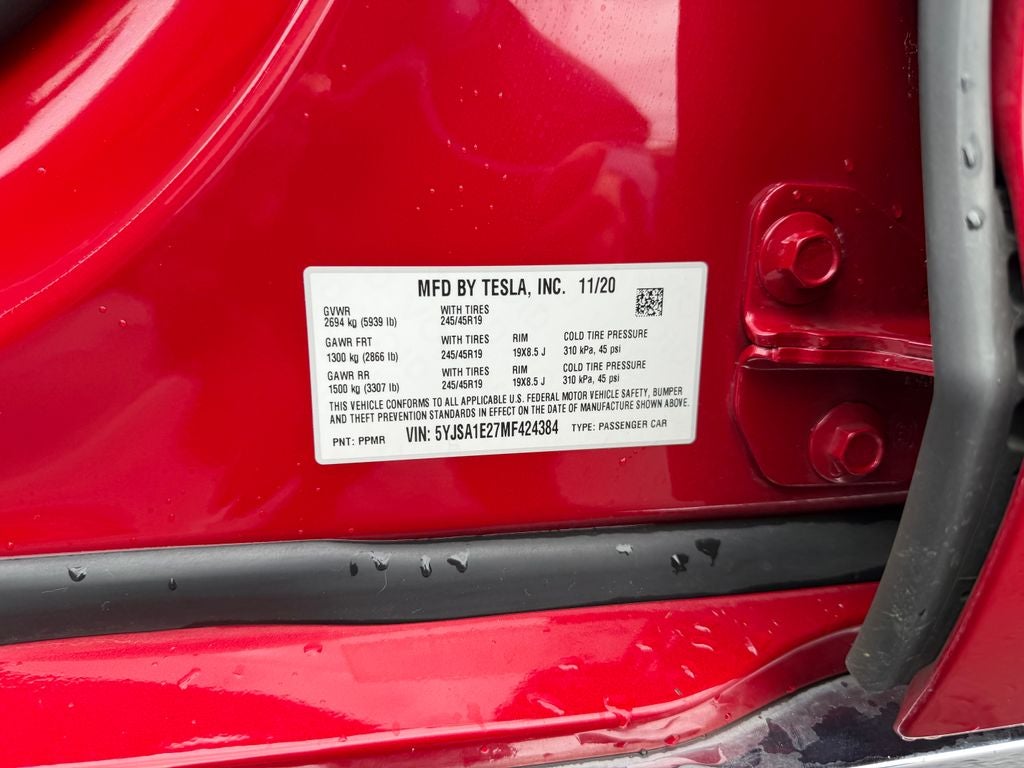 MFD BY TESLA, INC. 11/20
GVWR WITH TIRES
2694 kg (5939 lb) 245/45R19
GAWR FRT WITH TIRES RIM COLD TIRE PRESSURE
1300 kg (2866 lb) 245/45R19 19X8.5 J 310 kPa, 45 psi
GAWR RR WITH TIRES RIM COLD TIRE PRESSURE
1500 kg (3307 lb) 245/45R19 19X8.5 J 310 kPa, 45 psi
THIS VEHICLE CONFORMS TO ALL APPLICABLE U.S. FEDERAL MOTOR VEHICLE SAFETY, BUMPER
AND THEFT PREVENTION STANDARDS IN EFFECT ON THE DATE OF MANUFACTURE SHOWN ABOVE.
PNT: PPMR VIN: 5YJSA1E27MF424384 TYPE: PASSENGER CAR